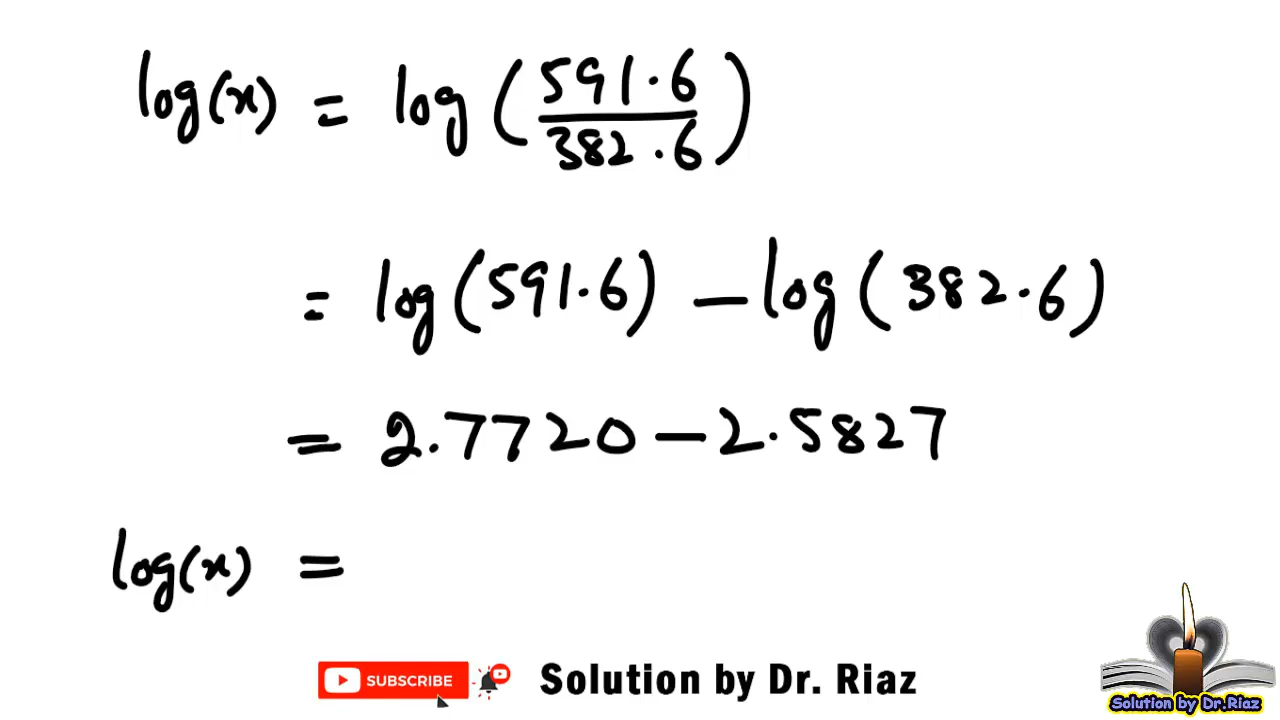 log(x) = log(591.6/382.6)
= log(591.6) - log(382.6)
= 2.7720 - 2.5827
log(x) =
SUBSCRIBE
Solution by Dr. Riaz
Solution by Dr.Riaz